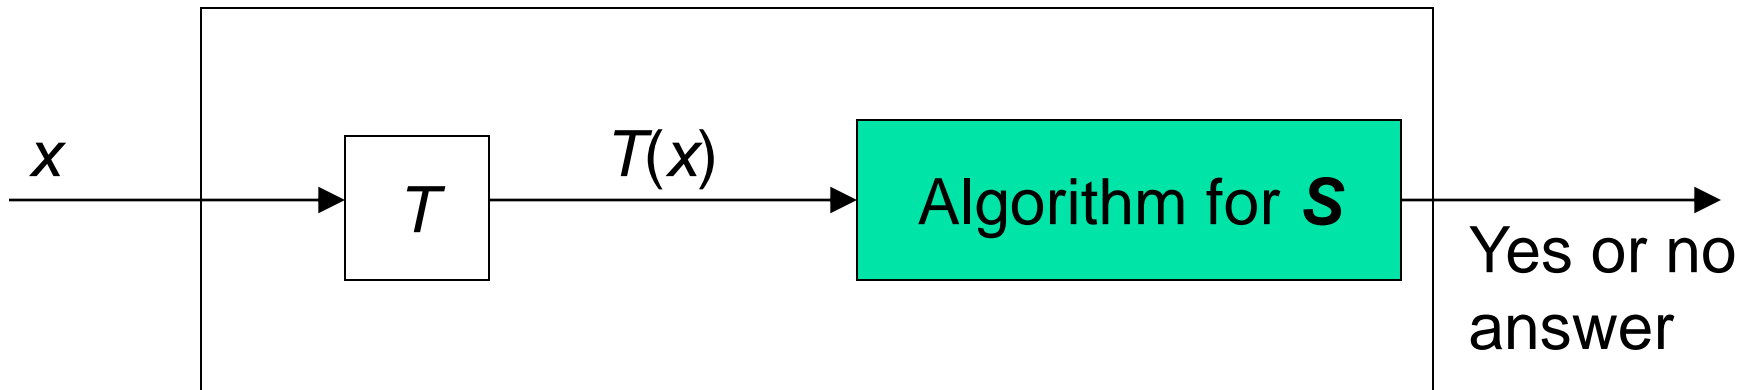 x
T
T(x)
Algorithm for S
Yes or no
answer